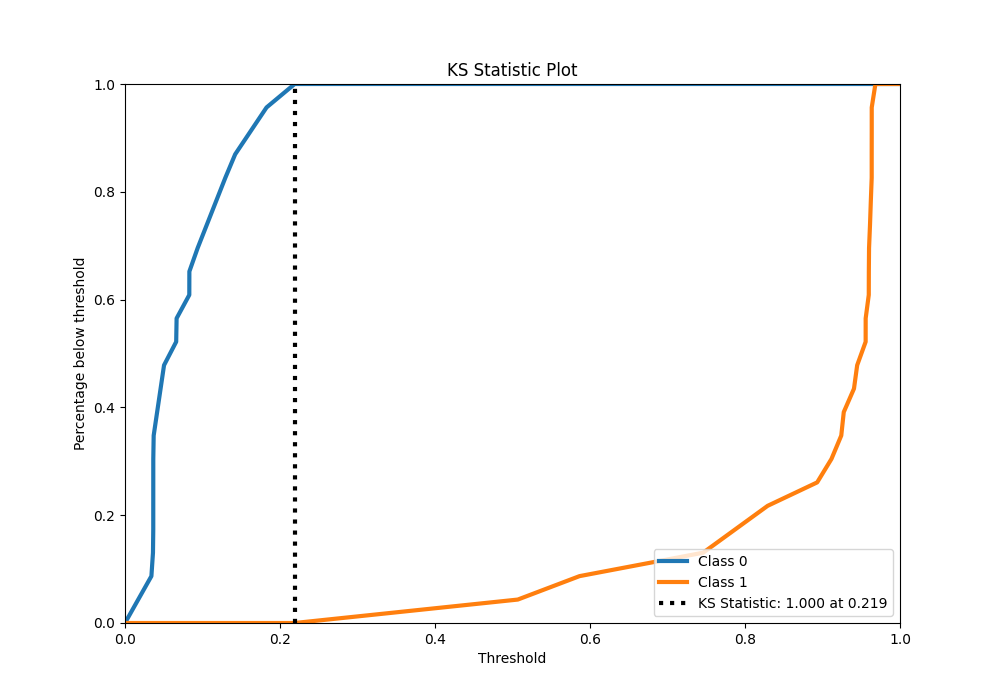 KS Statistic Plot
1.0
0.8
0.6
0.4
0.2
0.0
Percentage below threshold
0.0 0.2 0.4 0.6 0.8 1.0
Threshold
Class 0
Class 1
KS Statistic: 1.000 at 0.219